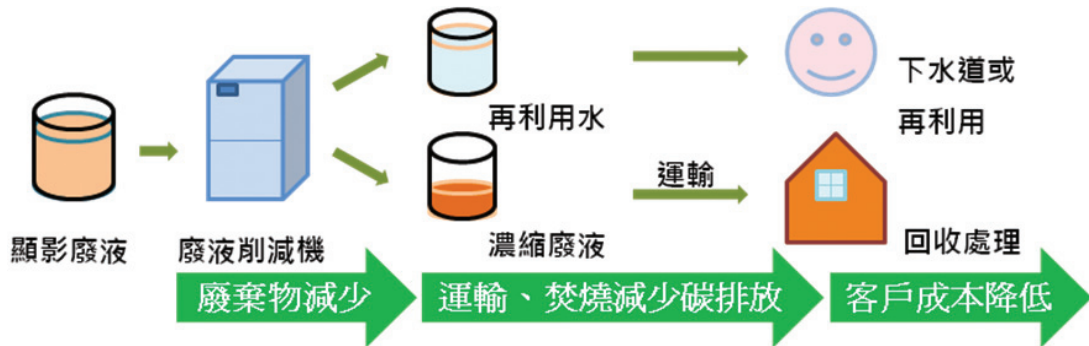 下水道或
再利用
再利用水
運輸
顯影廢液
廢液削減機
濃縮廢液
回收處理
廢棄物減少
運輸、焚燒減少碳排放
客戶成本降低